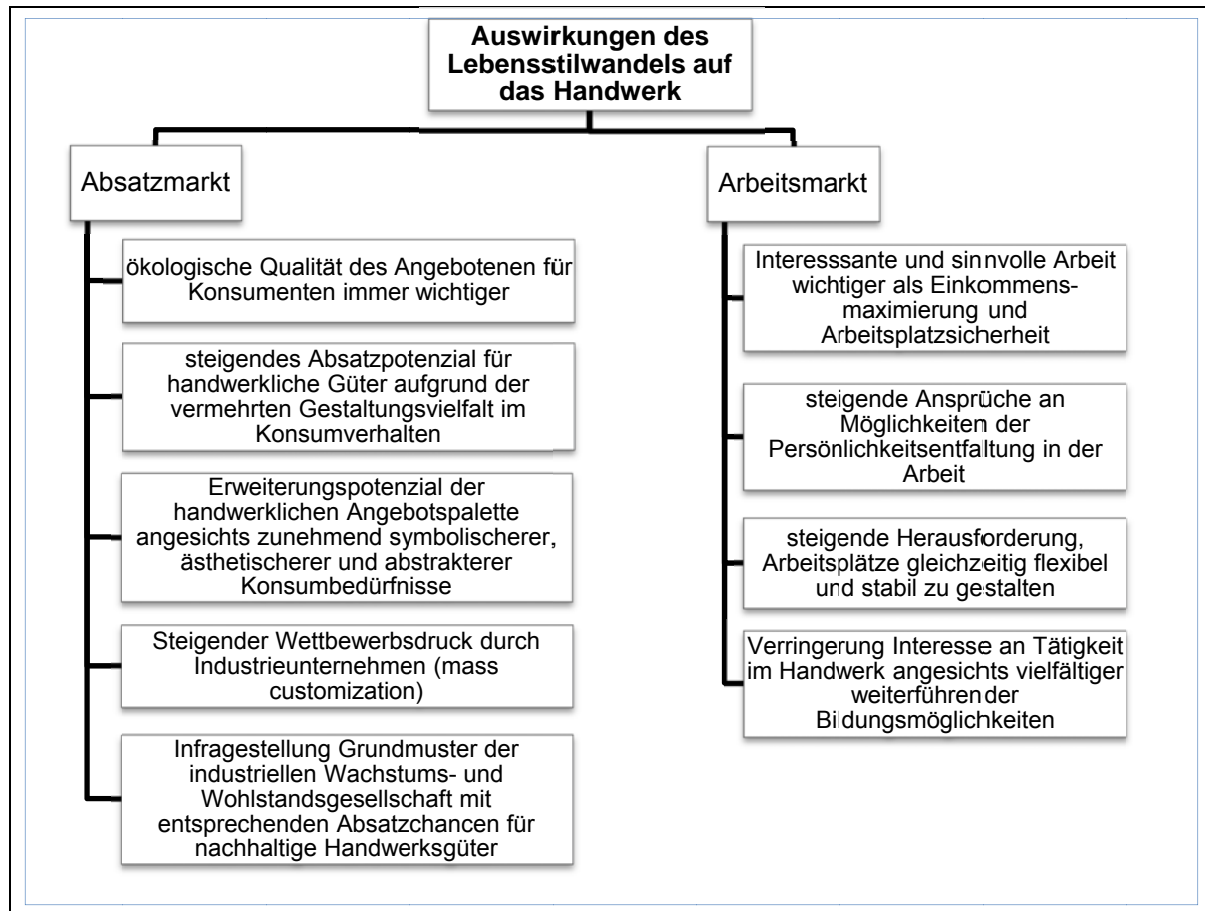 Auswirkungen des
Lebensstilwandels auf
das Handwerk
Absatzmarkt
ökologische Qualität des Angebotenen für
Konsumenten immer wichtiger
steigendes Absatzpotenzial für
handwerkliche Güter aufgrund der
vermehrten Gestaltungsvielfalt im
Konsumverhalten
Erweiterungspotenzial der
handwerklichen Angebotspalette
angesichts zunehmend symbolischerer,
ästhetischerer und abstrakterer
Konsumbedürfnisse
Steigender Wettbewerbsdruck durch
Industrieunternehmen (mass
customization)
Infragestellung Grundmuster der
industriellen Wachstums- und
Wohlstandsgesellschaft mit
entsprechenden Absatzchancen für
nachhaltige Handwerksgüter
Arbeitsmarkt
Interesssante und sinnvolle Arbeit
wichtiger als Einkommens-
maximierung und
Arbeitsplatzsicherheit
steigende Ansprüche an
Möglichkeiten der
Persönlichkeitsentfaltung in der
Arbeit
steigende Herausforderung,
Arbeitsplätze gleichzeitig flexibel
und stabil zu gestalten
Verringerung Interesse an Tätigkeit
im Handwerk angesichts vielfältiger
weiterführender
Bildungsmöglichkeiten